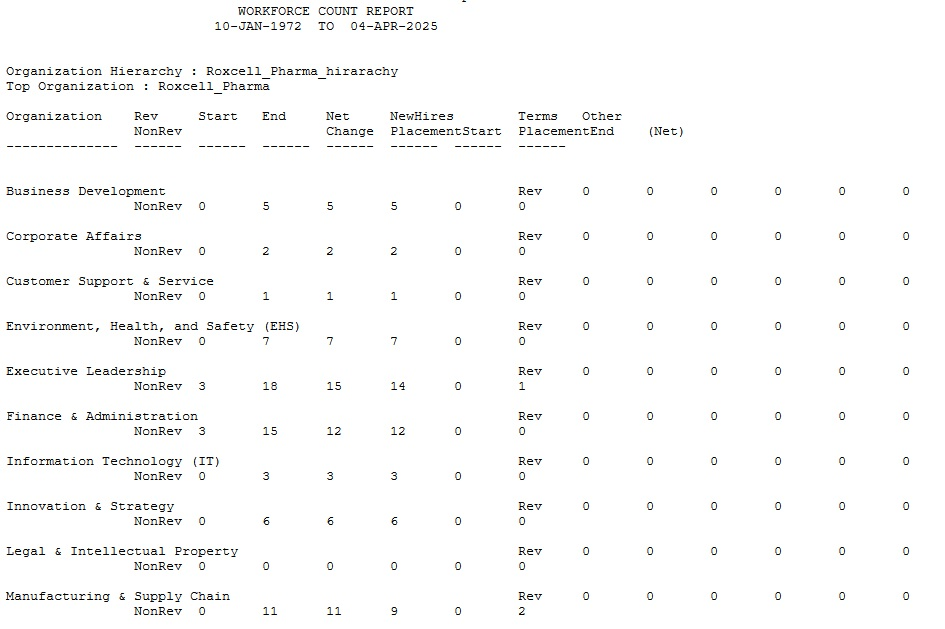 WORKFORCE COUNT REPORT
10-JAN-1972 TO 04-APR-2025
Organization Hierarchy : Roxcell_Pharma_hirarachy
Top Organization : Roxcell_Pharma
Organization Rev Start End Net NewHires Terms Other
NonRev Change PlacementStart PlacementEnd (Net)
-------------- ------ ------ ------ ------ ------ ------ ------
Business Development Rev 0 0 0 0 0 0
NonRev 0 5 5 5 0 0
Corporate Affairs Rev 0 0 0 0 0 0
NonRev 0 2 2 2 0 0
Customer Support & Service Rev 0 0 0 0 0 0
NonRev 0 1 1 1 0 0
Environment, Health, and Safety (EHS) Rev 0 0 0 0 0 0
NonRev 0 7 7 7 0 0
Executive Leadership Rev 0 0 0 0 0 0
NonRev 3 18 15 14 0 1
Finance & Administration Rev 0 0 0 0 0 0
NonRev 3 15 12 12 0 0
Information Technology (IT) Rev 0 0 0 0 0 0
NonRev 0 3 3 3 0 0
Innovation & Strategy Rev 0 0 0 0 0 0
NonRev 0 6 6 6 0 0
Legal & Intellectual Property Rev 0 0 0 0 0 0
NonRev 0 0 0 0 0 0
Manufacturing & Supply Chain Rev 0 0 0 0 0 0
NonRev 0 11 11 9 0 2